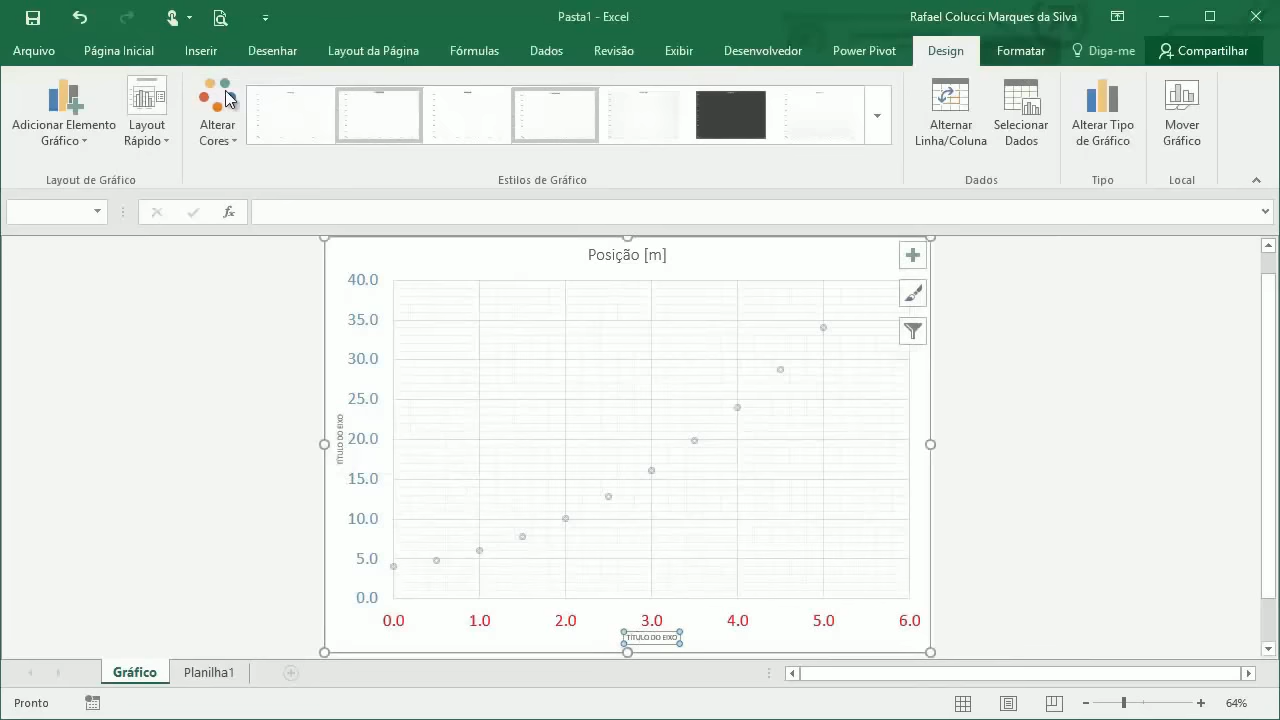 Pasta1 - Excel
Rafael Colucci Marques da Silva
Arquivo
Página Inicial
Inserir
Desenhar
Layout da Página
Fórmulas
Dados
Revisão
Exibir
Desenvolvedor
Power Pivot
Design
Formatar
Diga-me
Compartilhar
Adicionar Elemento
Gráfico
Layout
Rápido
Alterar
Cores
Alternar
Linha/Coluna
Selecionar
Dados
Alterar Tipo
de Gráfico
Mover
Gráfico
Layout de Gráfico
Estilos de Gráfico
Dados
Tipo
Local
fx
Posição [m]
40.0
35.0
30.0
25.0
20.0
15.0
10.0
5.0
0.0
TÍTULO DO EIXO
0.0 1.0 2.0 3.0 4.0 5.0 6.0
TÍTULO DO EIXO
Gráfico
Planilha1
Pronto
64%